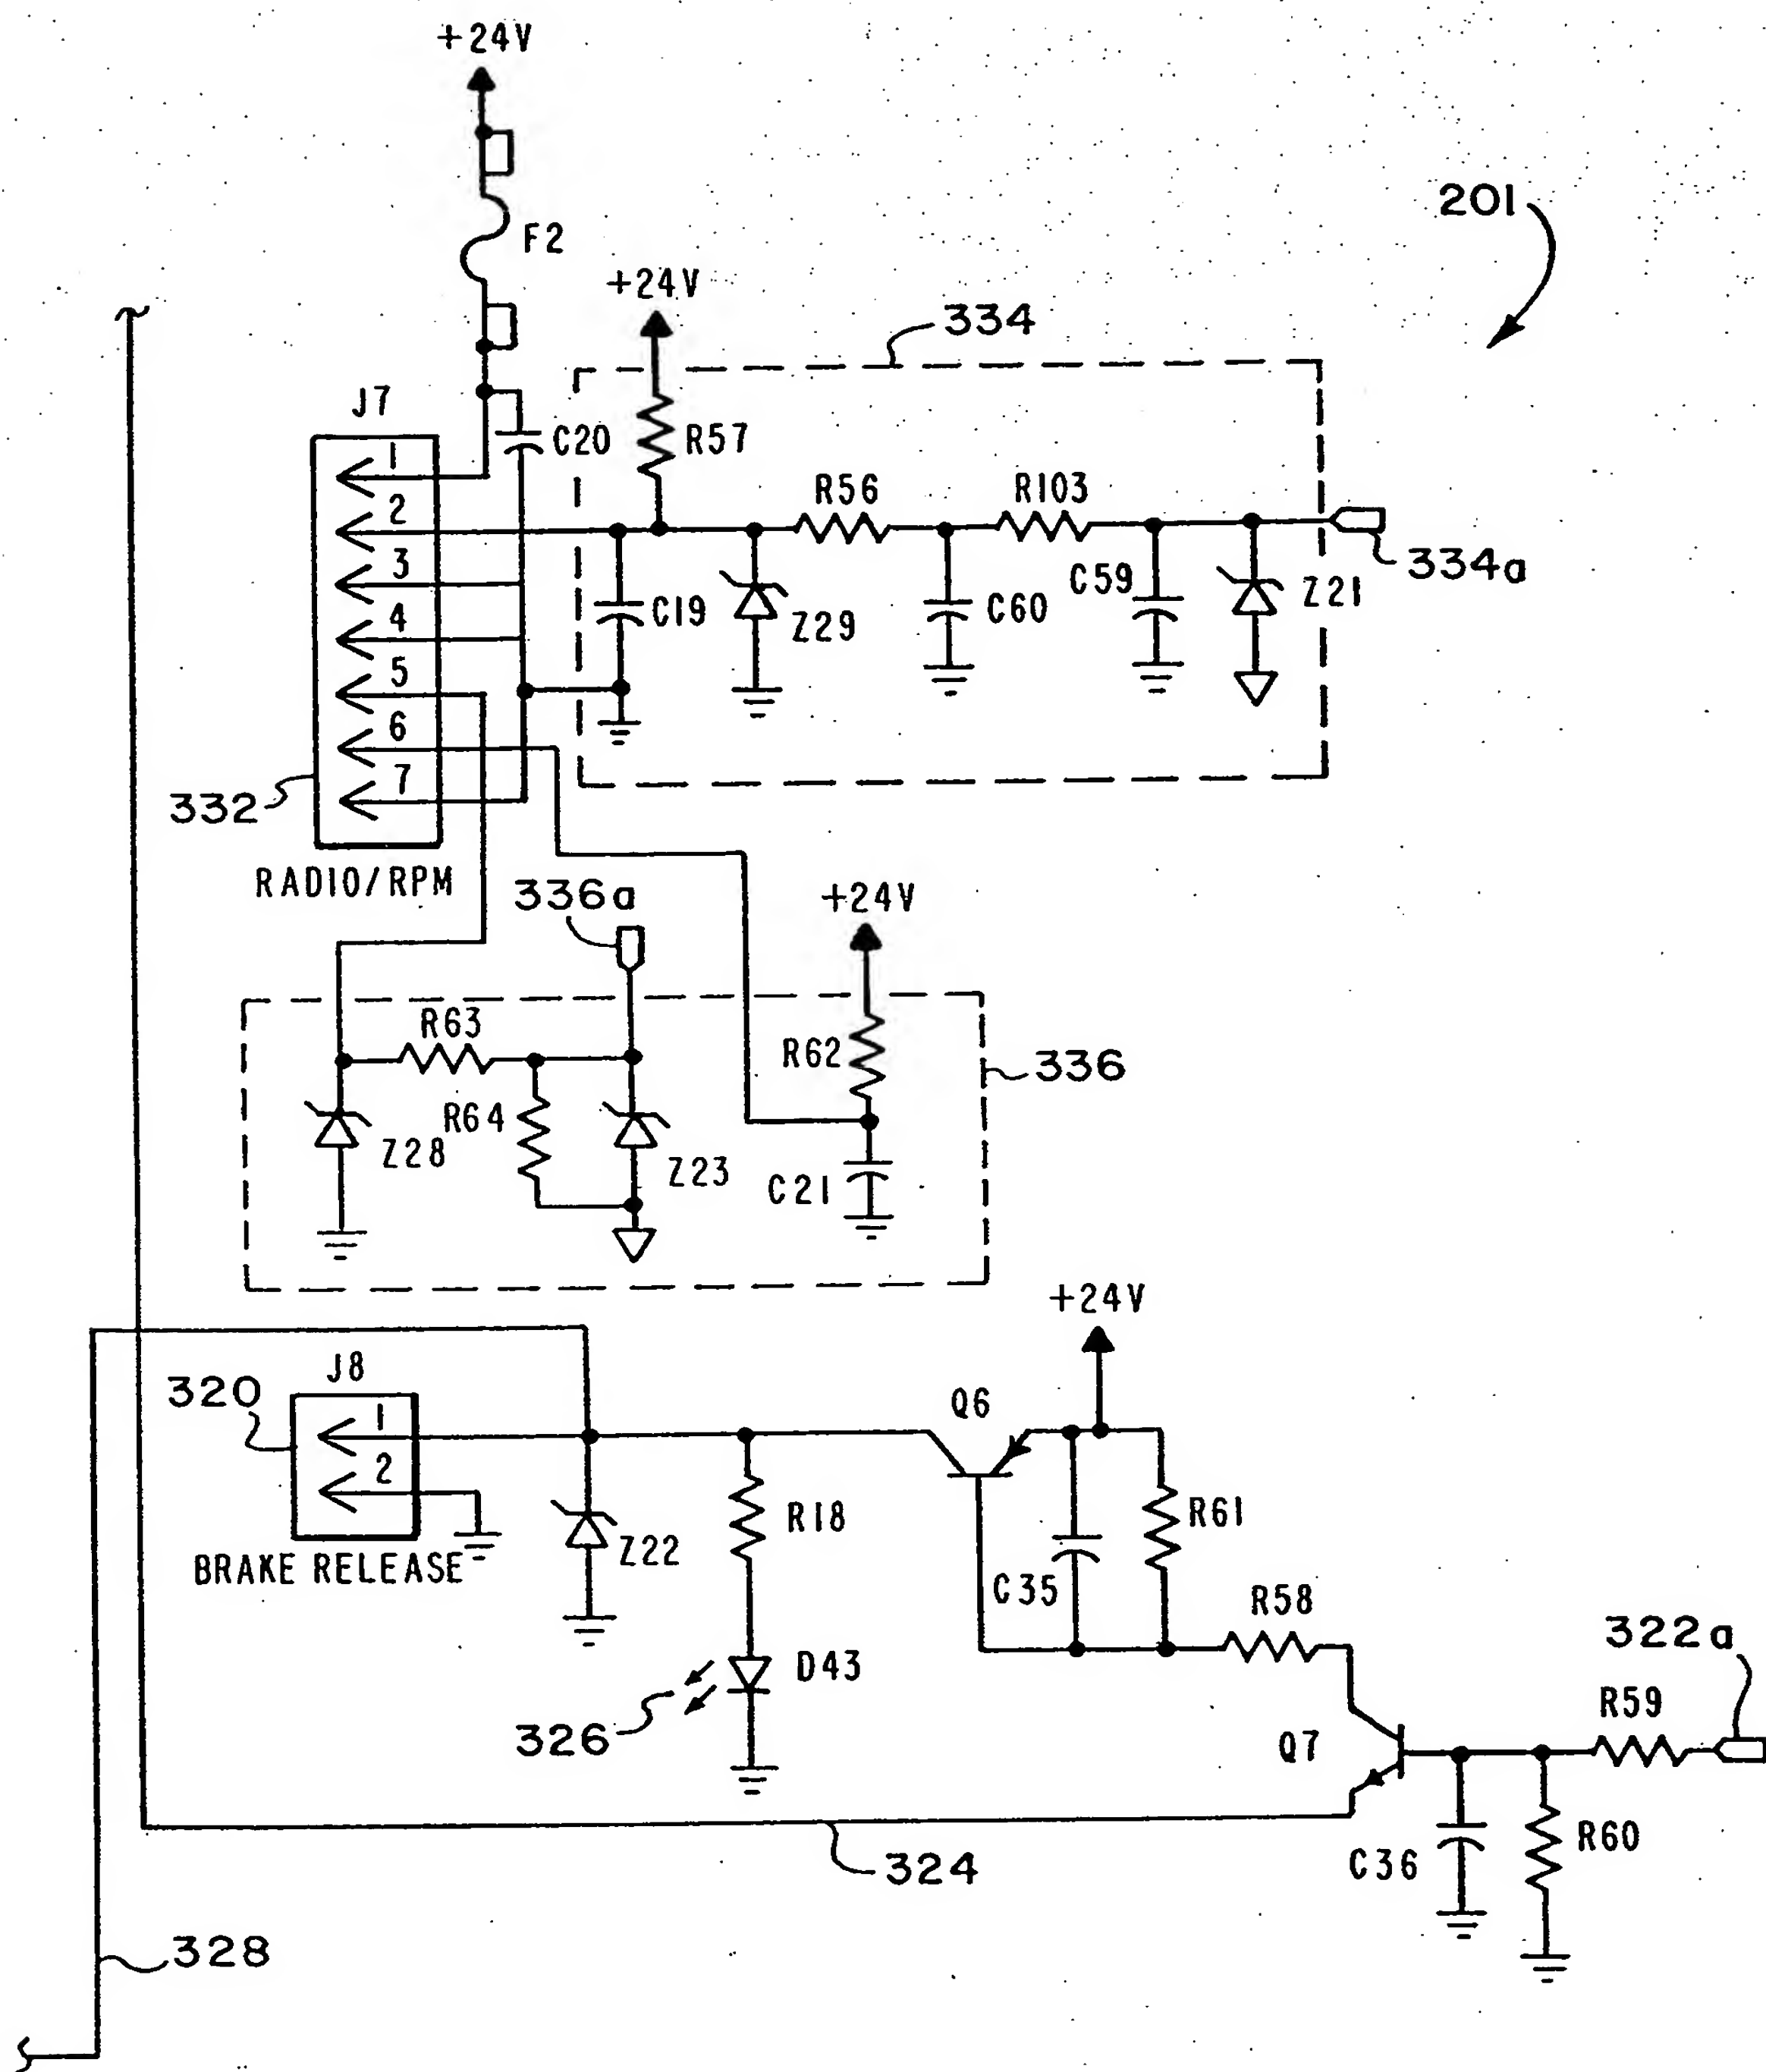 +24V
201
F2
+24V
334
J7
C20
R57
1
R56
R103
2
334a
3
C19
Z29
C60
C59
Z21
4
5
6
7
332
RADIO/RPM
336a
+24V
R63
R62
336
R64
Z28
Z23
C21
+24V
J8
320
Q6
1
2
R18
R61
Z22
BRAKE RELEASE
C35
R58
322a
D43
R59
326
Q7
R60
C36
324
328